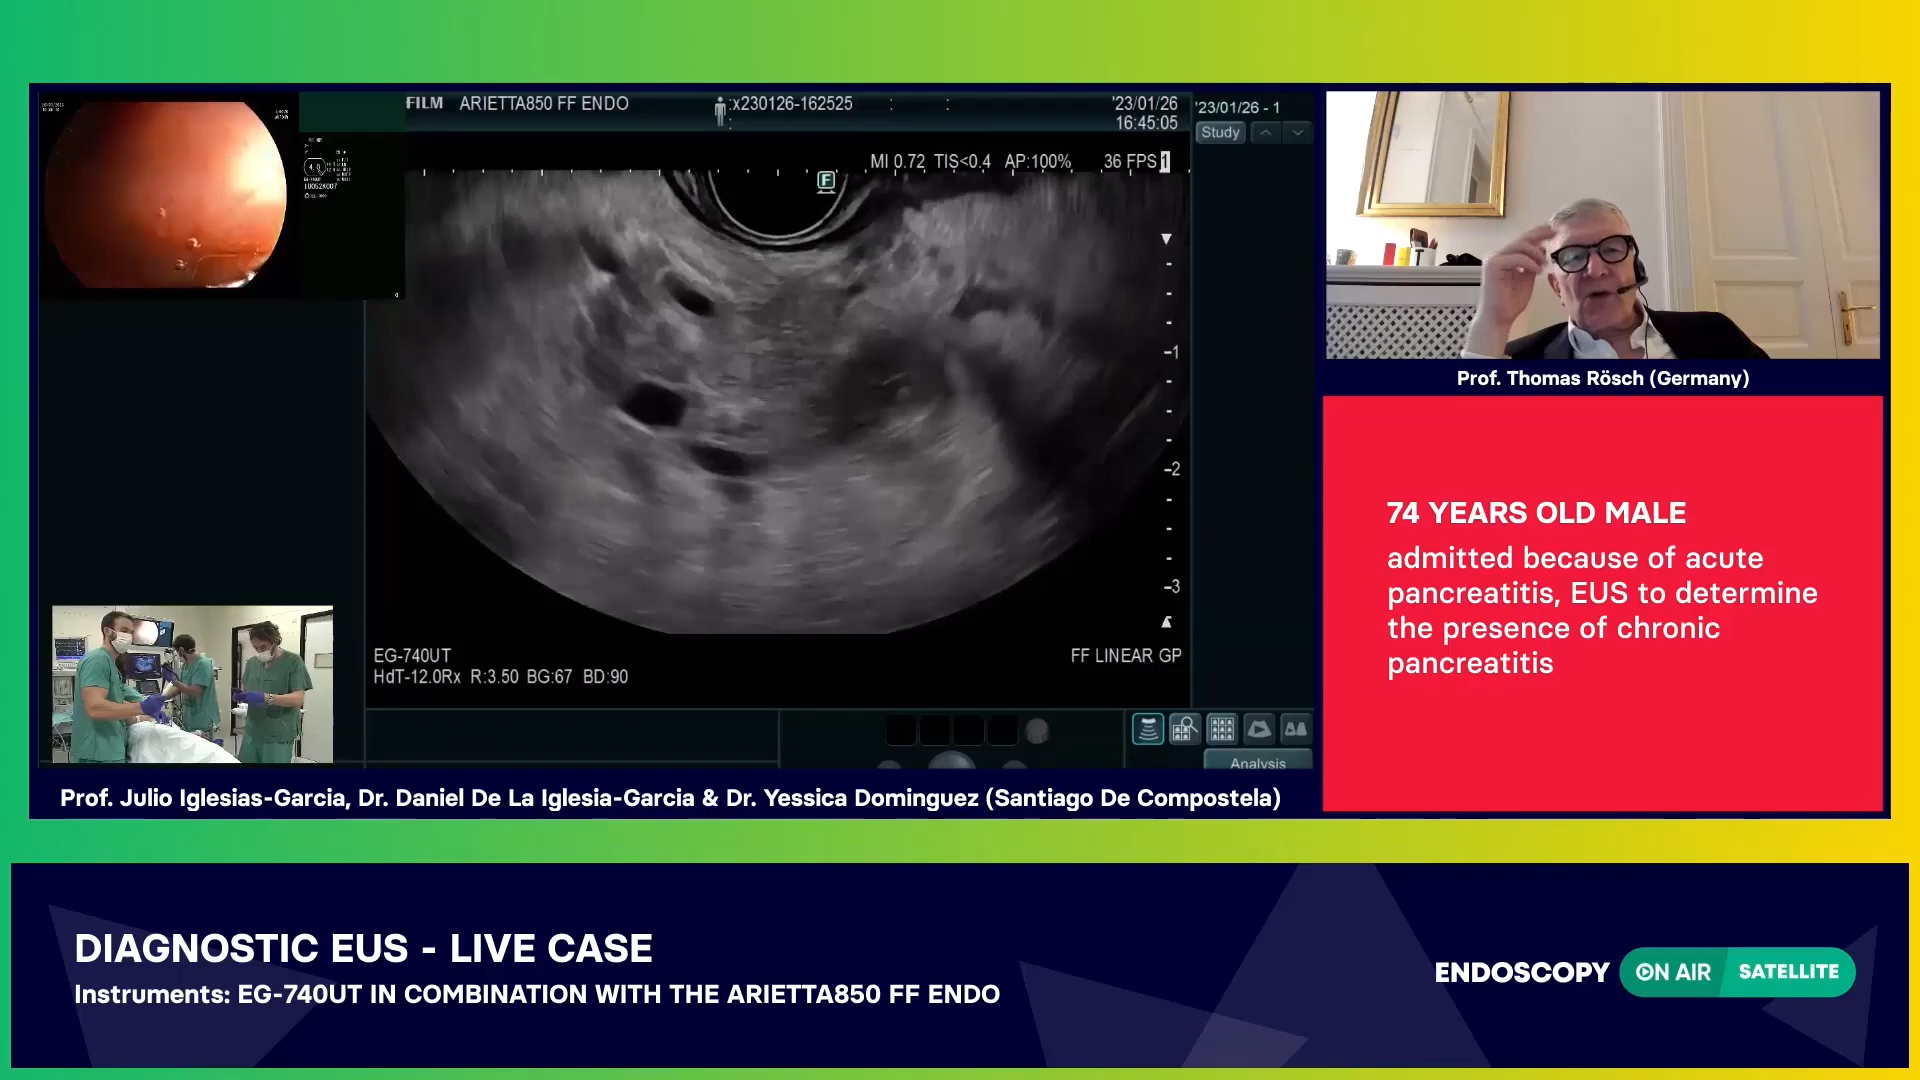 FILM ARIETTA850 FF ENDO
:x230126-162525 : :
:
'23/01/26
16:45:05
'23/01/26 - 1
Study
MI 0.72 TIS<0.4 AP:100% 36 FPS 1
F
1
2
3
EG-740UT
HdT-12.0Rx R:3.50 BG:67 BD:90
FF LINEAR GP
Analysis
Prof. Julio Iglesias-Garcia, Dr. Daniel De La Iglesia-Garcia & Dr. Yessica Dominguez (Santiago De Compostela)
Prof. Thomas Rösch (Germany)
74 YEARS OLD MALE
admitted because of acute
pancreatitis, EUS to determine
the presence of chronic
pancreatitis
DIAGNOSTIC EUS - LIVE CASE
Instruments: EG-740UT IN COMBINATION WITH THE ARIETTA850 FF ENDO
ENDOSCOPY ON AIR SATELLITE